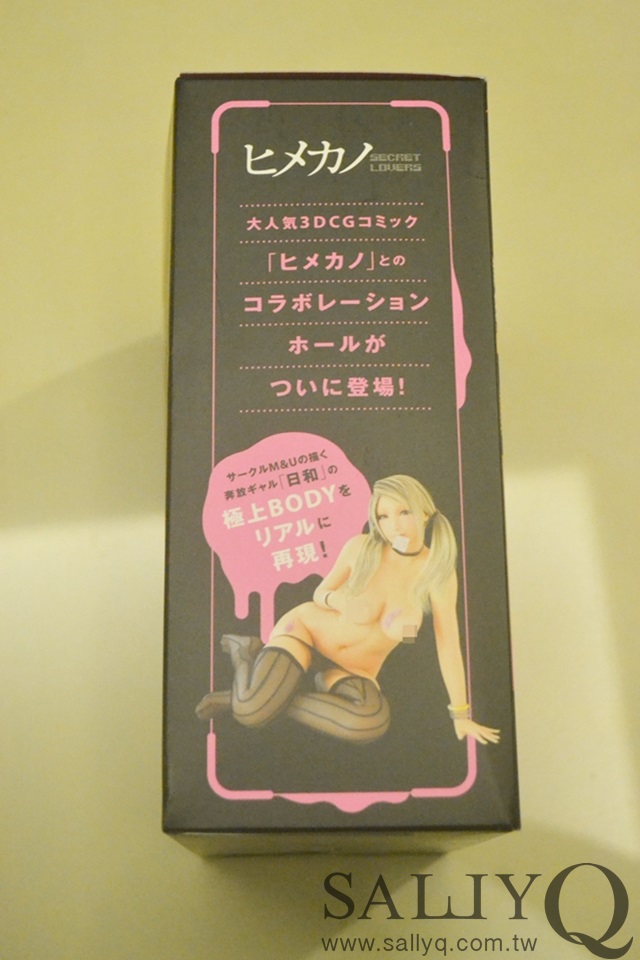 ヒメカノ SECRET LOVERS
大人気3DCGコミック
「ヒメカノ」との
コラボレーション
ホールが
ついに登場!
サークルM&Uの描く
奔放ギャル「日和」の
極上BODYを
リアルに
再現!
SALLYQ
www.sallyq.com.tw